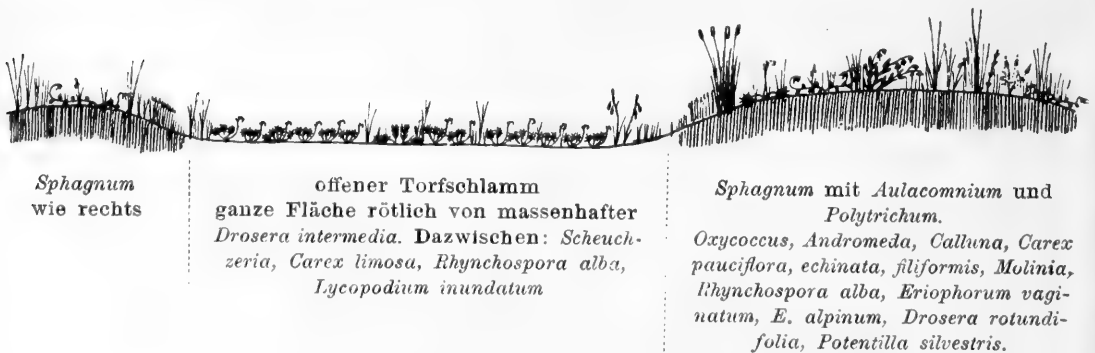 Sphagnum
wie rechts
offener Torfschlamm
ganze Fläche rötlich von massenhafter
Drosera intermedia. Dazwischen: Scheuch-
zeria, Carex limosa, Rhynchospora alba,
Lycopodium inundatum
Sphagnum mit Aulacomnium und
Polytrichum.
Oxycoccus, Andromeda, Calluna, Carex
pauciflora, echinata, filiformis, Molinia,
Rhynchospora alba, Eriophorum vagi-
natum, E. alpinum, Drosera rotundi-
folia, Potentilla silvestris.